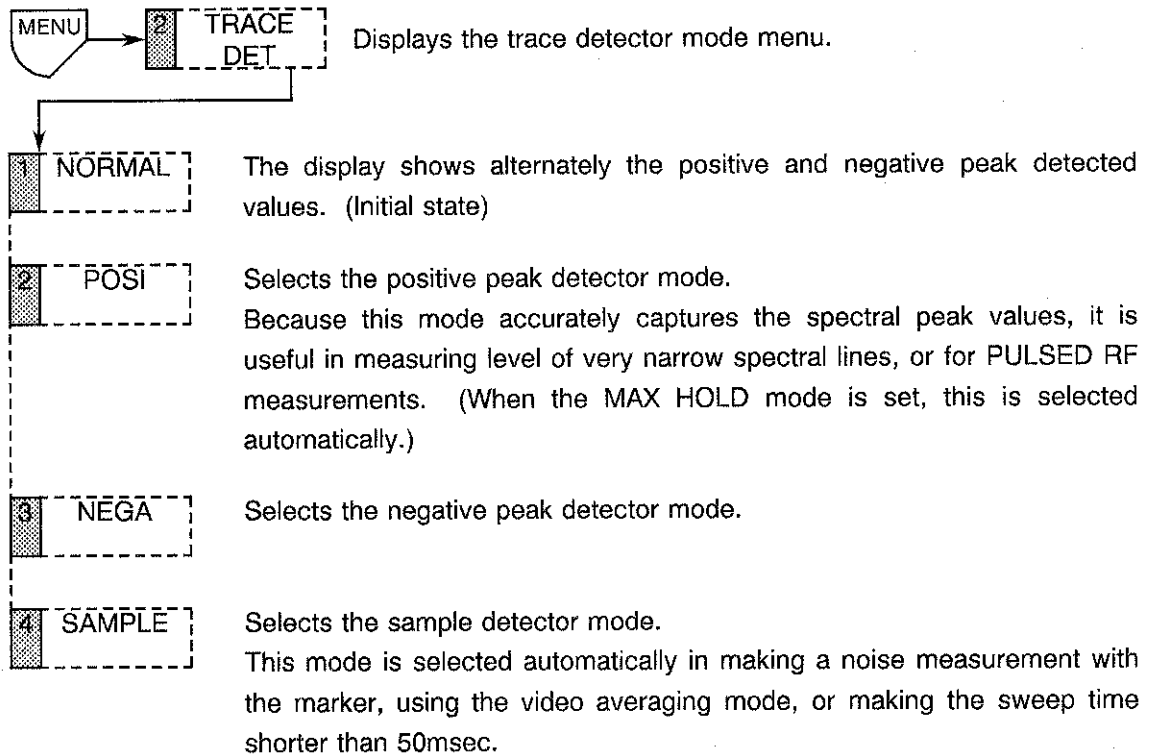 MENU 2 TRACE DET Displays the trace detector mode menu.
1 NORMAL The display shows alternately the positive and negative peak detected
values. (Initial state)
2 POSI Selects the positive peak detector mode.
Because this mode accurately captures the spectral peak values, it is
useful in measuring level of very narrow spectral lines, or for PULSED RF
measurements. (When the MAX HOLD mode is set, this is selected
automatically.)
3 NEGA Selects the negative peak detector mode.
4 SAMPLE Selects the sample detector mode.
This mode is selected automatically in making a noise measurement with
the marker, using the video averaging mode, or making the sweep time
shorter than 50msec.